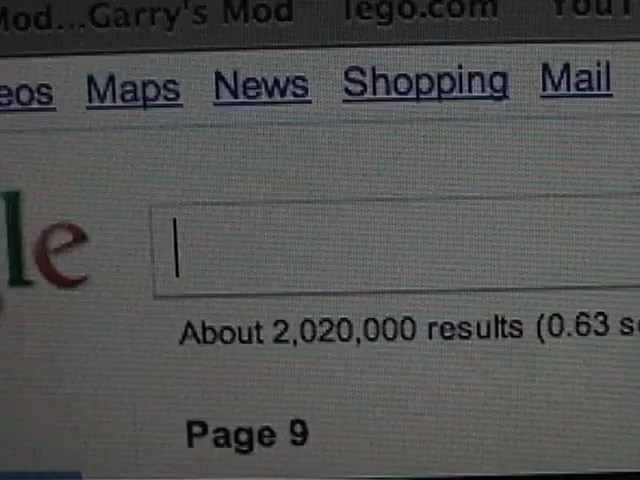 Mod...Garry's Mod lego.com YouT
eos Maps News Shopping Mail
le
About 2,020,000 results (0.63 s
Page 9